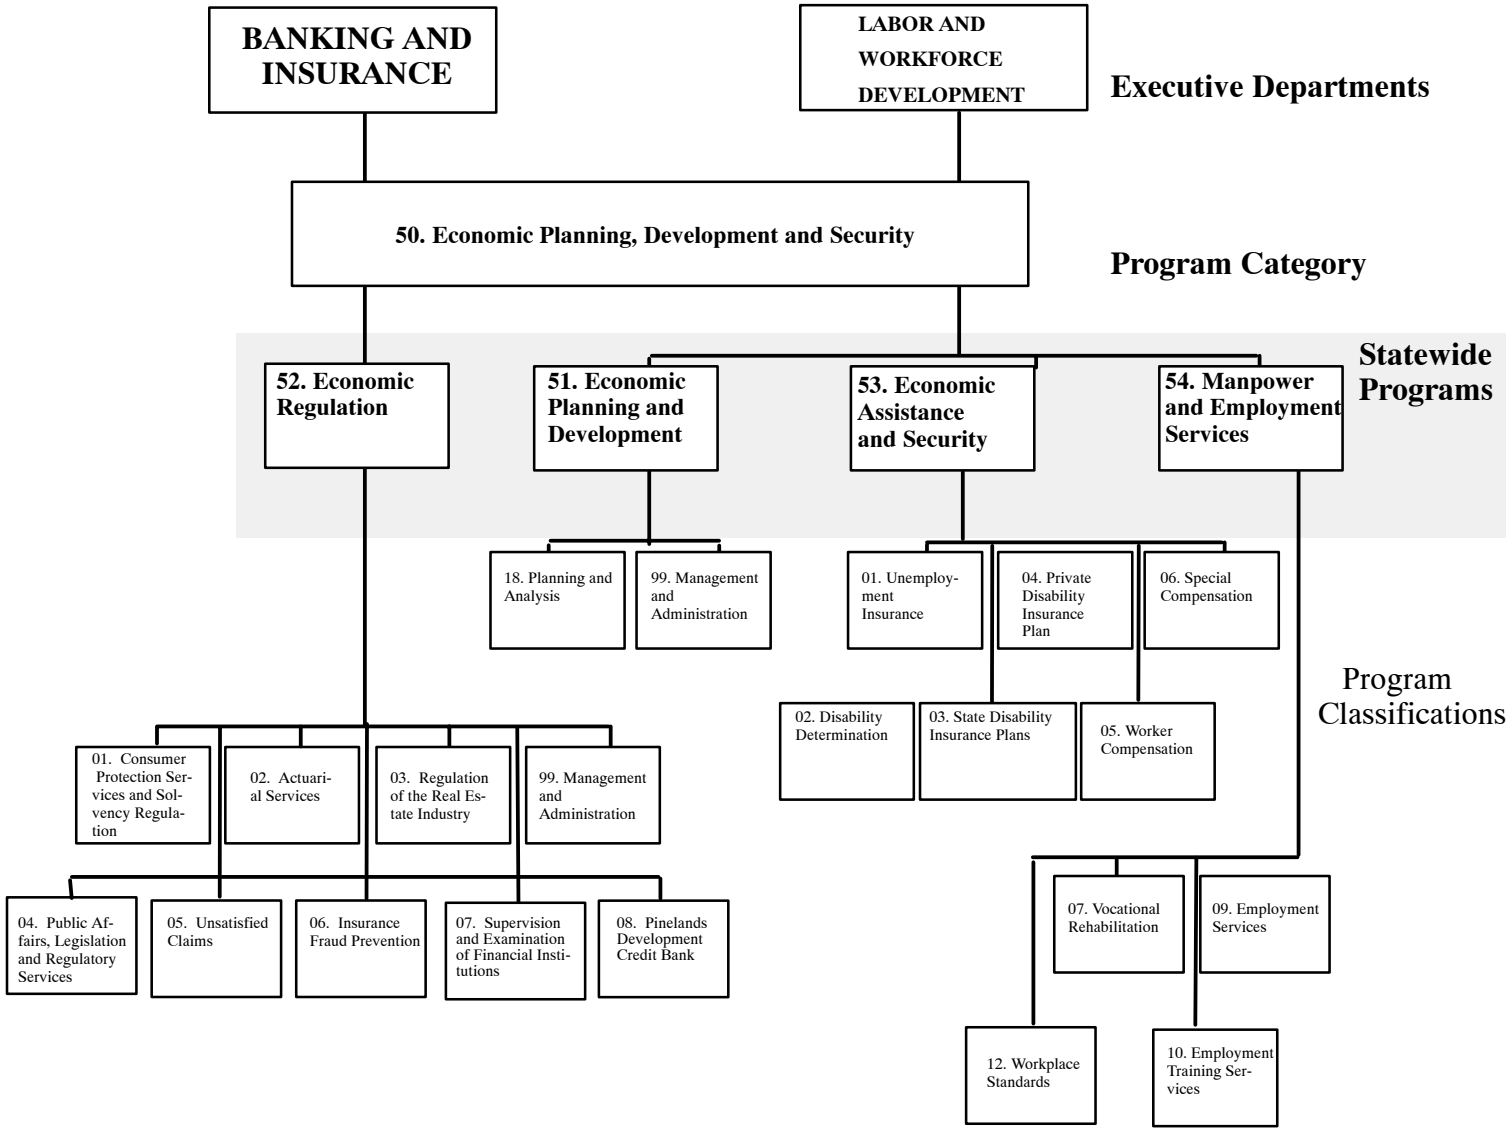 BANKING AND
INSURANCE
LABOR AND
WORKFORCE
DEVELOPMENT
Executive Departments
50. Economic Planning, Development and Security
Program Category
Statewide
Programs
52. Economic
Regulation
51. Economic
Planning and
Development
53. Economic
Assistance
and Security
54. Manpower
and Employment
Services
18. Planning and
Analysis
99. Management
and
Administration
01. Unemploy-
ment
Insurance
04. Private
Disability
Insurance
Plan
06. Special
Compensation
Program
Classifications
02. Disability
Determination
03. State Disability
Insurance Plans
05. Worker
Compensation
01. Consumer
Protection Ser-
vices and Sol-
vency Regula-
tion
02. Actuari-
al Services
03. Regulation
of the Real Es-
tate Industry
99. Management
and
Administration
04. Public Af-
fairs, Legislation
and Regulatory
Services
05. Unsatisfied
Claims
06. Insurance
Fraud Prevention
07. Supervision
and Examination
of Financial Insti-
tutions
08. Pinelands
Development
Credit Bank
07. Vocational
Rehabilitation
09. Employment
Services
12. Workplace
Standards
10. Employment
Training Ser-
vices